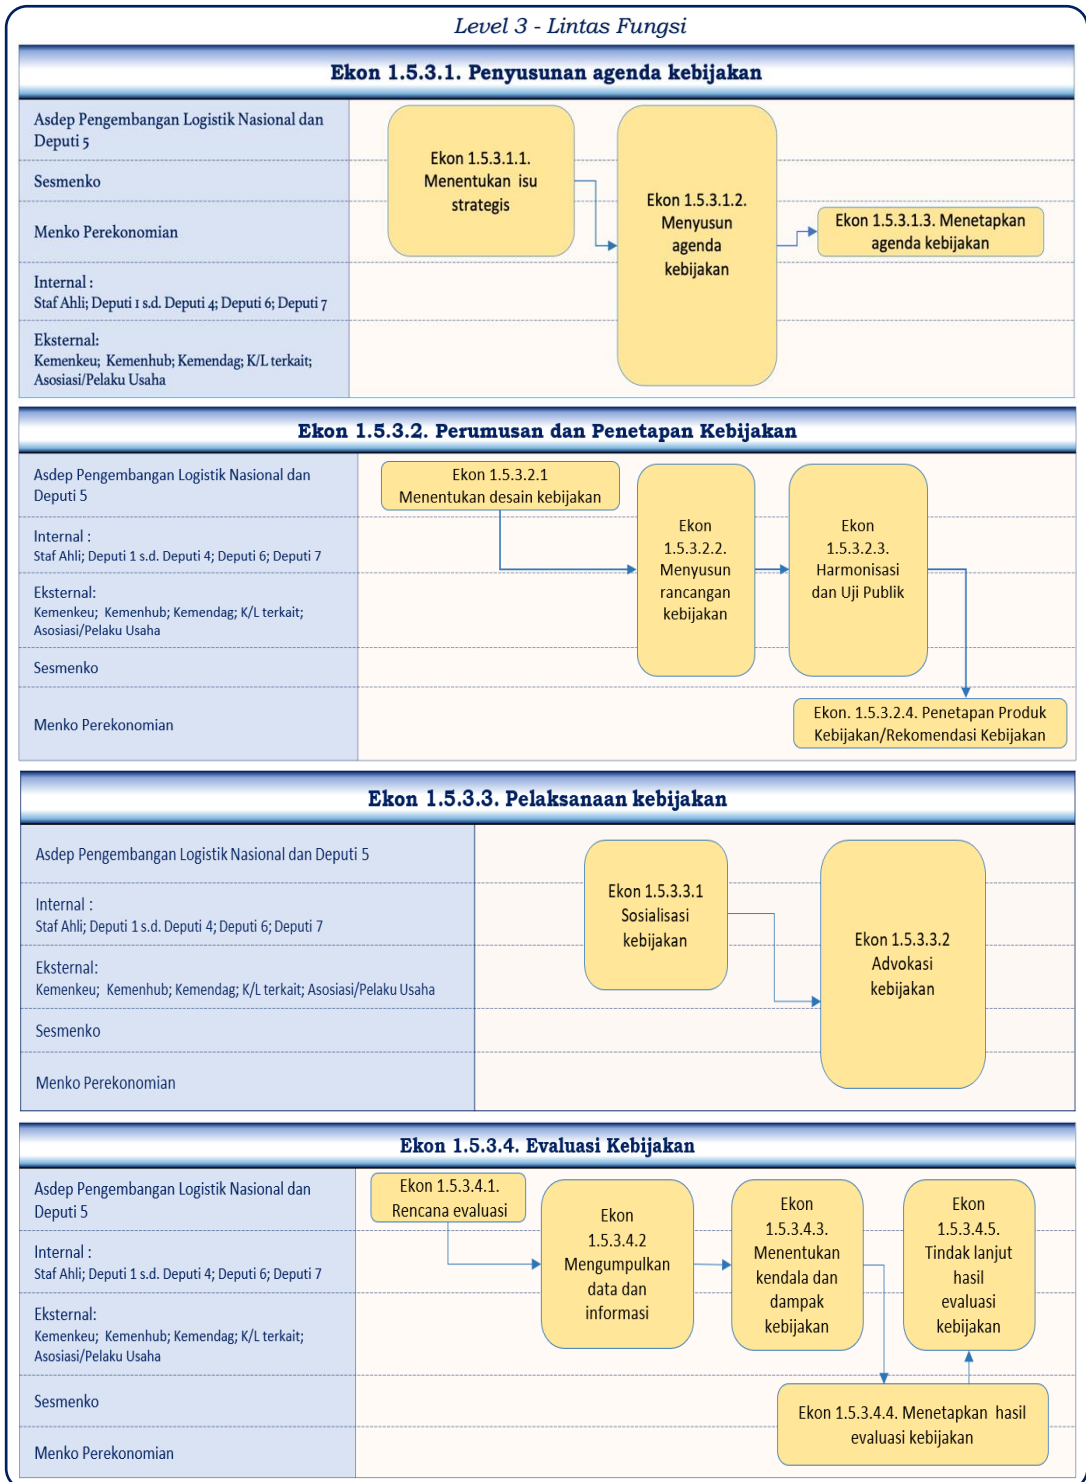 Level 3 - Lintas Fungsi
Ekon 1.5.3.1. Penyusunan agenda kebijakan
Asdep Pengembangan Logistik Nasional dan
Deputi 5
Sesmenko
Menko Perekonomian
Internal :
Staf Ahli; Deputi 1 s.d. Deputi 4; Deputi 6; Deputi 7
Eksternal:
Kemenkeu; Kemenhub; Kemendag; K/L terkait;
Asosiasi/Pelaku Usaha
Ekon 1.5.3.1.1.
Menentukan isu
strategis
Ekon 1.5.3.1.2.
Menyusun
agenda
kebijakan
Ekon 1.5.3.1.3. Menetapkan
agenda kebijakan
Ekon 1.5.3.2. Perumusan dan Penetapan Kebijakan
Asdep Pengembangan Logistik Nasional dan
Deputi 5
Internal :
Staf Ahli; Deputi 1 s.d. Deputi 4; Deputi 6; Deputi 7
Eksternal:
Kemenkeu; Kemenhub; Kemendag; K/L terkait;
Asosiasi/Pelaku Usaha
Sesmenko
Menko Perekonomian
Ekon 1.5.3.2.1
Menentukan desain kebijakan
Ekon
1.5.3.2.2.
Menyusun
rancangan
kebijakan
Ekon
1.5.3.2.3.
Harmonisasi
dan Uji Publik
Ekon. 1.5.3.2.4. Penetapan Produk
Kebijakan/Rekomendasi Kebijakan
Ekon 1.5.3.3. Pelaksanaan kebijakan
Asdep Pengembangan Logistik Nasional dan Deputi 5
Internal :
Staf Ahli; Deputi 1 s.d. Deputi 4; Deputi 6; Deputi 7
Eksternal:
Kemenkeu; Kemenhub; Kemendag; K/L terkait; Asosiasi/Pelaku Usaha
Sesmenko
Menko Perekonomian
Ekon 1.5.3.3.1
Sosialisasi
kebijakan
Ekon 1.5.3.3.2
Advokasi
kebijakan
Ekon 1.5.3.4. Evaluasi Kebijakan
Asdep Pengembangan Logistik Nasional dan
Deputi 5
Internal :
Staf Ahli; Deputi 1 s.d. Deputi 4; Deputi 6; Deputi 7
Eksternal:
Kemenkeu; Kemenhub; Kemendag; K/L terkait;
Asosiasi/Pelaku Usaha
Sesmenko
Menko Perekonomian
Ekon 1.5.3.4.1.
Rencana evaluasi
Ekon
1.5.3.4.2
Mengumpulkan
data dan
informasi
Ekon
1.5.3.4.3.
Menentukan
kendala dan
dampak
kebijakan
Ekon
1.5.3.4.5.
Tindak lanjut
hasil
evaluasi
kebijakan
Ekon 1.5.3.4.4. Menetapkan hasil
evaluasi kebijakan